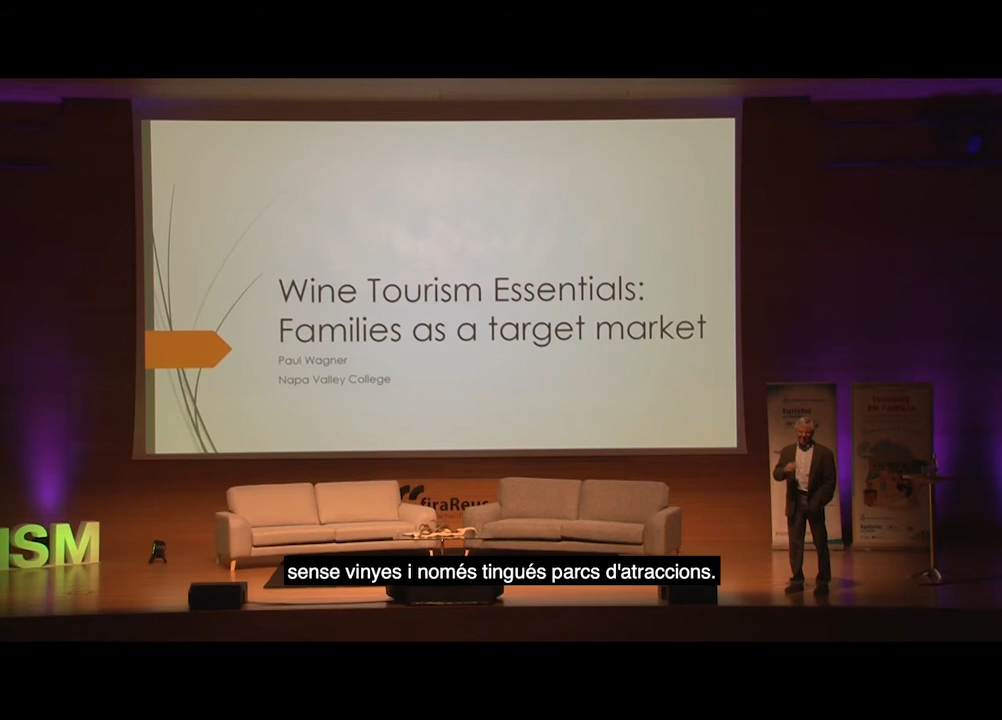 Wine Tourism Essentials:
Families as a target market
Paul Wagner
Napa Valley College
firaReus
ISM
sense vinyes i només tingués parcs d'atraccions.